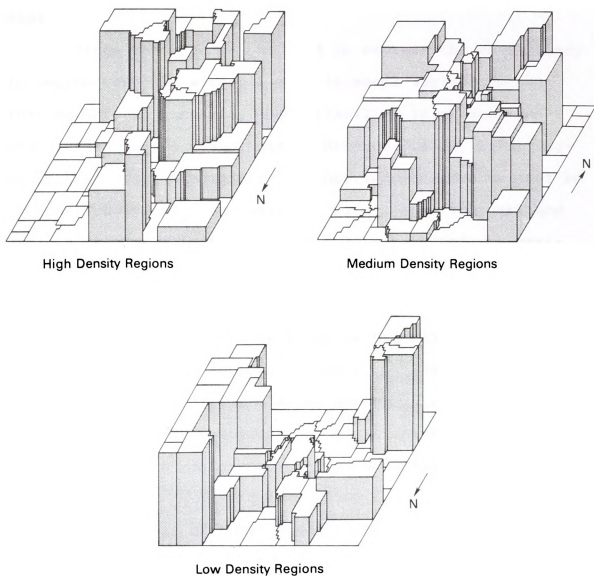 N
N
High Density Regions
Medium Density Regions
N
Low Density Regions